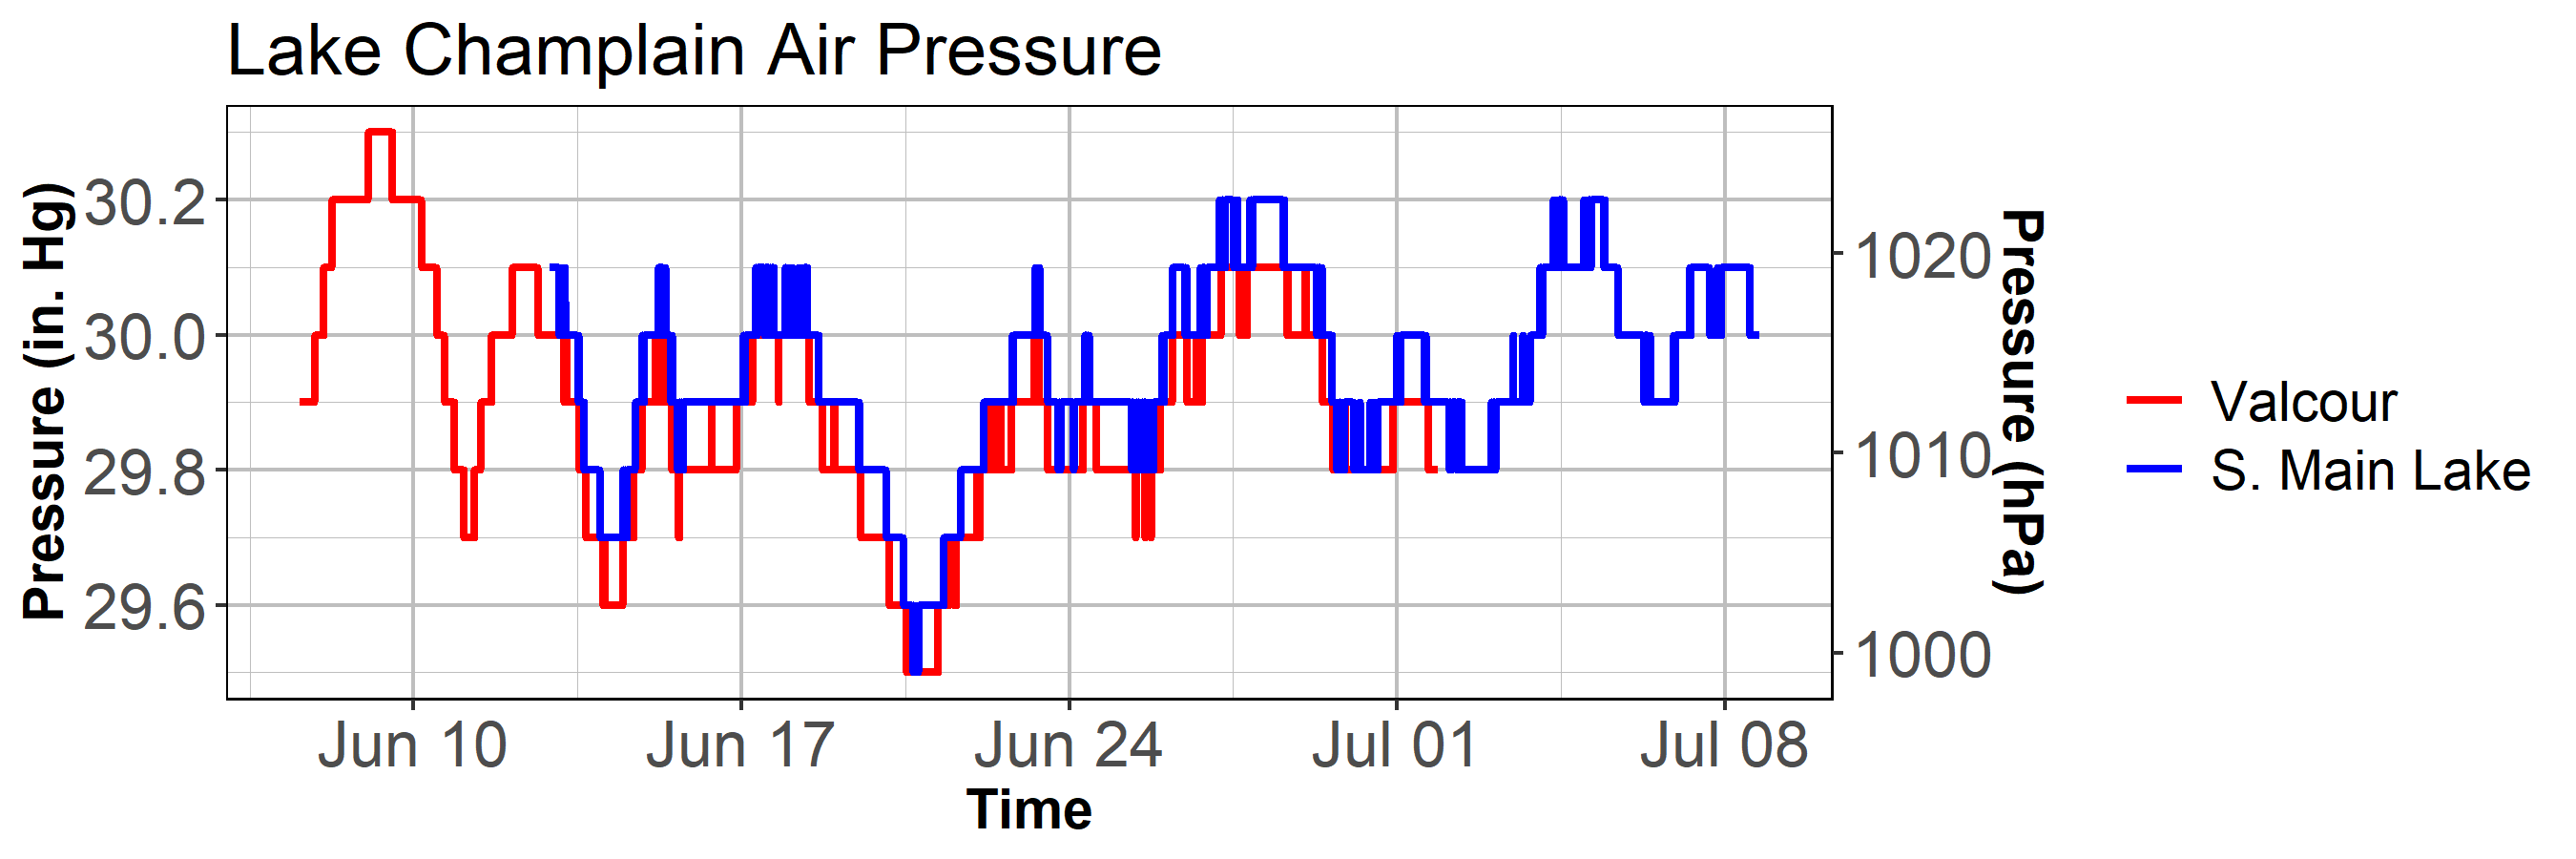 Lake Champlain Air Pressure
Pressure (in. Hg)
30.2
30.0
29.8
29.6
1020
1010
1000
Pressure (hPa)
Valcour
S. Main Lake
Jun 10
Jun 17
Jun 24
Jul 01
Jul 08
Time